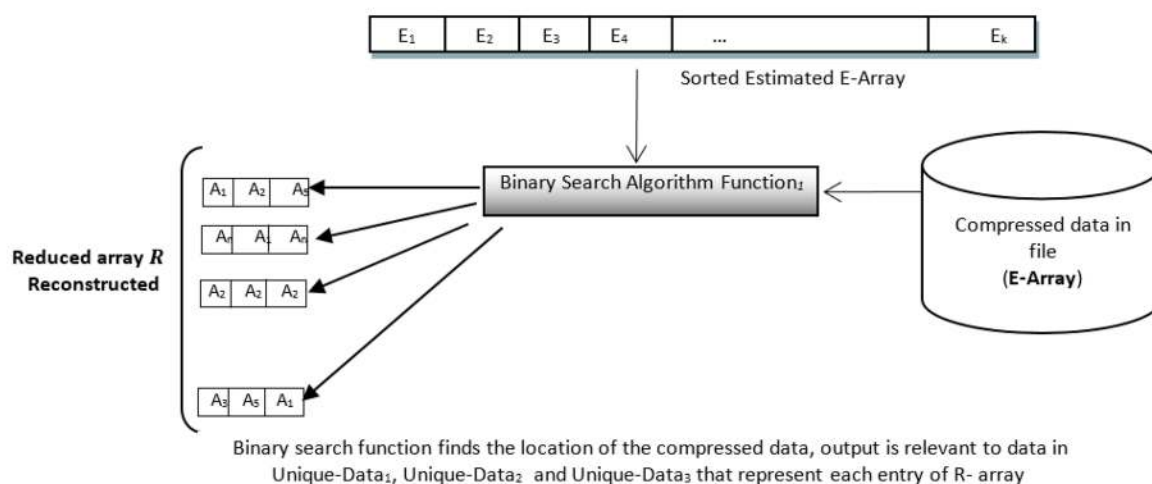 E₁ E₂ E₃ E₄ ... Eₖ
Sorted Estimated E-Array
Binary Search Algorithm Function₁
A₁ A₂ A₅
Aₙ A₁ Aₙ
A₂ A₂ A₂
A₃ A₅ A₁
Reduced array R
Reconstructed
Compressed data in
file
(E-Array)
Binary search function finds the location of the compressed data, output is relevant to data in
Unique-Data₁, Unique-Data₂ and Unique-Data₃ that represent each entry of R- array